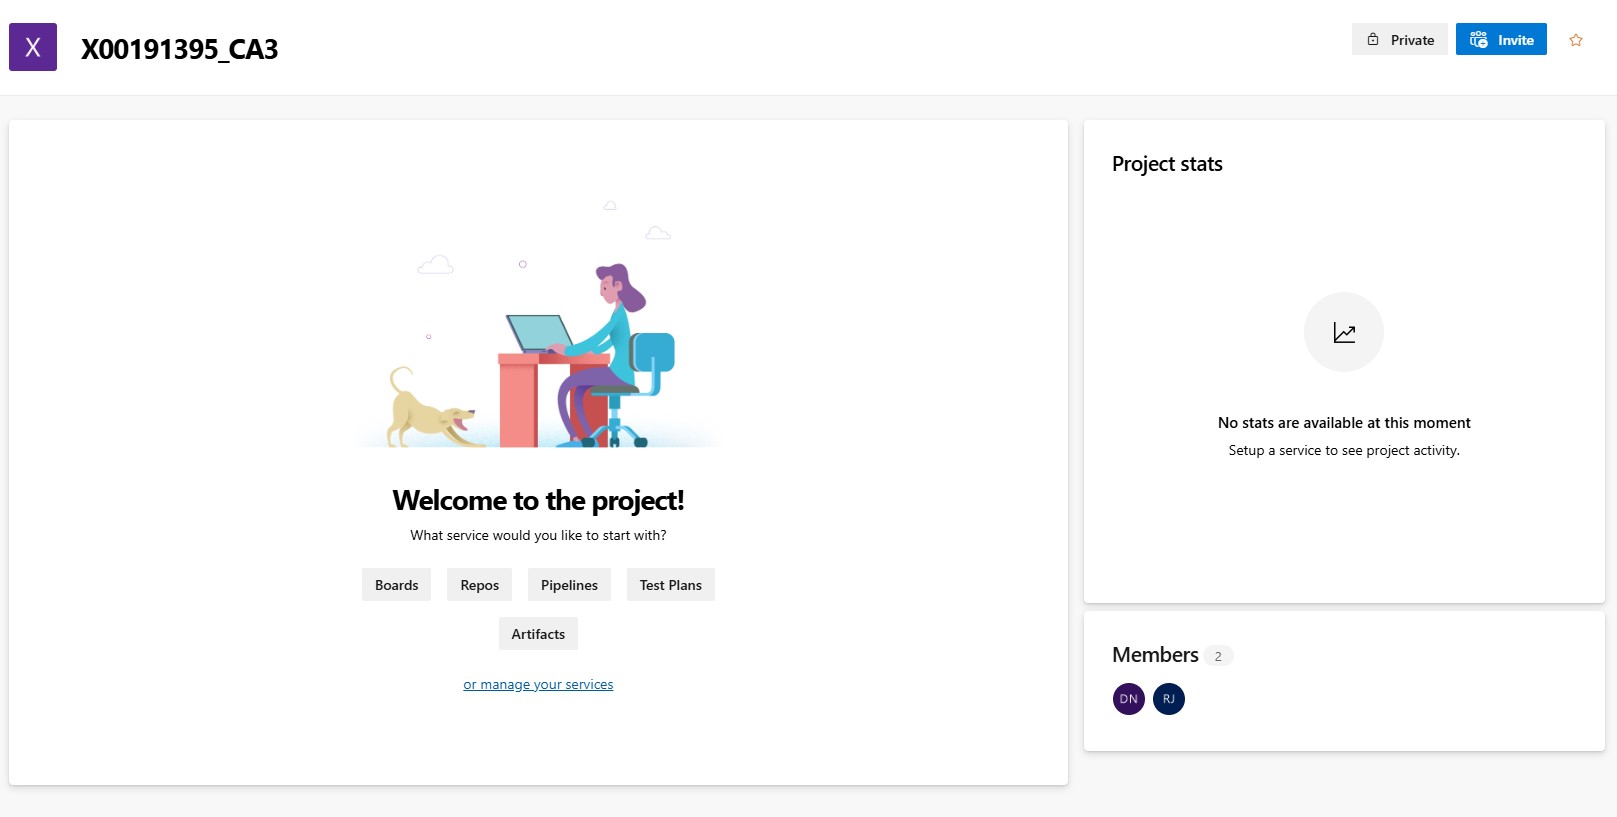 X
X00191395_CA3
Private
Invite
Welcome to the project!
What service would you like to start with?
Boards
Repos
Pipelines
Test Plans
Artifacts
or manage your services
Project stats
No stats are available at this moment
Setup a service to see project activity.
Members 2
DN
RJ